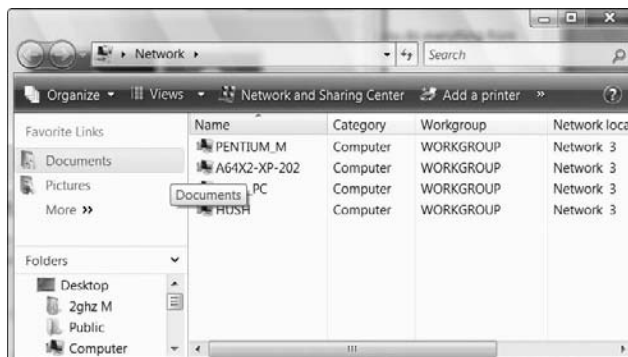 Network
Search
Organize Views Network and Sharing Center Add a printer » ?
Favorite Links
Documents
Pictures
More »
Folders
Desktop
2ghz M
Public
Computer
Name Category Workgroup Network loca
PENTIUM_M Computer WORKGROUP Network 3
A64X2-XP-202 Computer WORKGROUP Network 3
_PC Computer WORKGROUP Network 3
HUSH Computer WORKGROUP Network 3
Documents